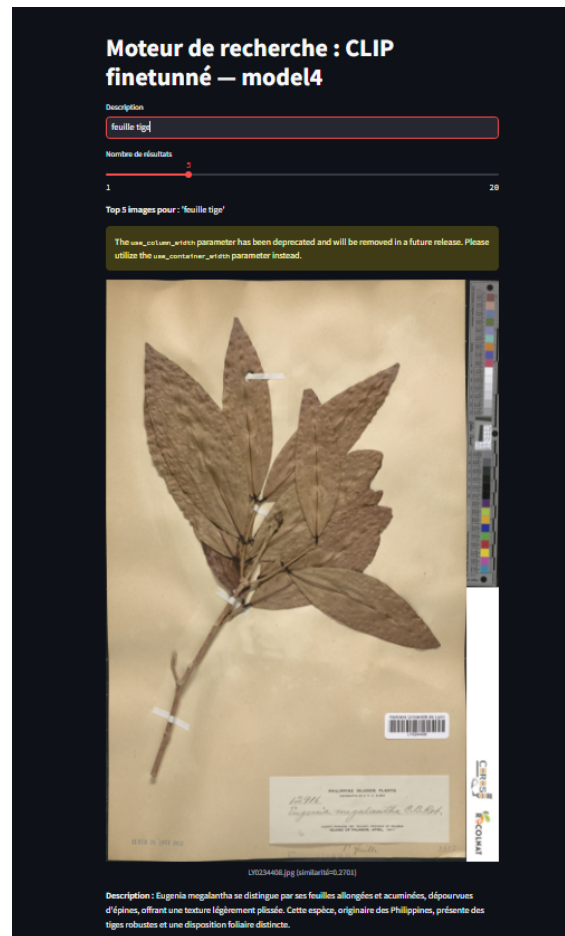 Moteur de recherche : CLIP
finetunné — model4
Description
feuille tige
Nombre de résultats
5
1
20
Top 5 images pour : 'feuille tige'
The use_column_width parameter has been deprecated and will be removed in a future release. Please
utilize the use_container_width parameter instead.
PHILIPPINE ISLANDS PLANTS
12916
Eugenia megalantha C.B.Rob.
LY0234408.jpg (similarité=0.2701)
Description : Eugenia megalantha se distingue par ses feuilles allongées et acuminées, dépourvues
d'épines, offrant une texture légèrement plissée. Cette espèce, originaire des Philippines, présente des
tiges robustes et une disposition foliaire distincte.